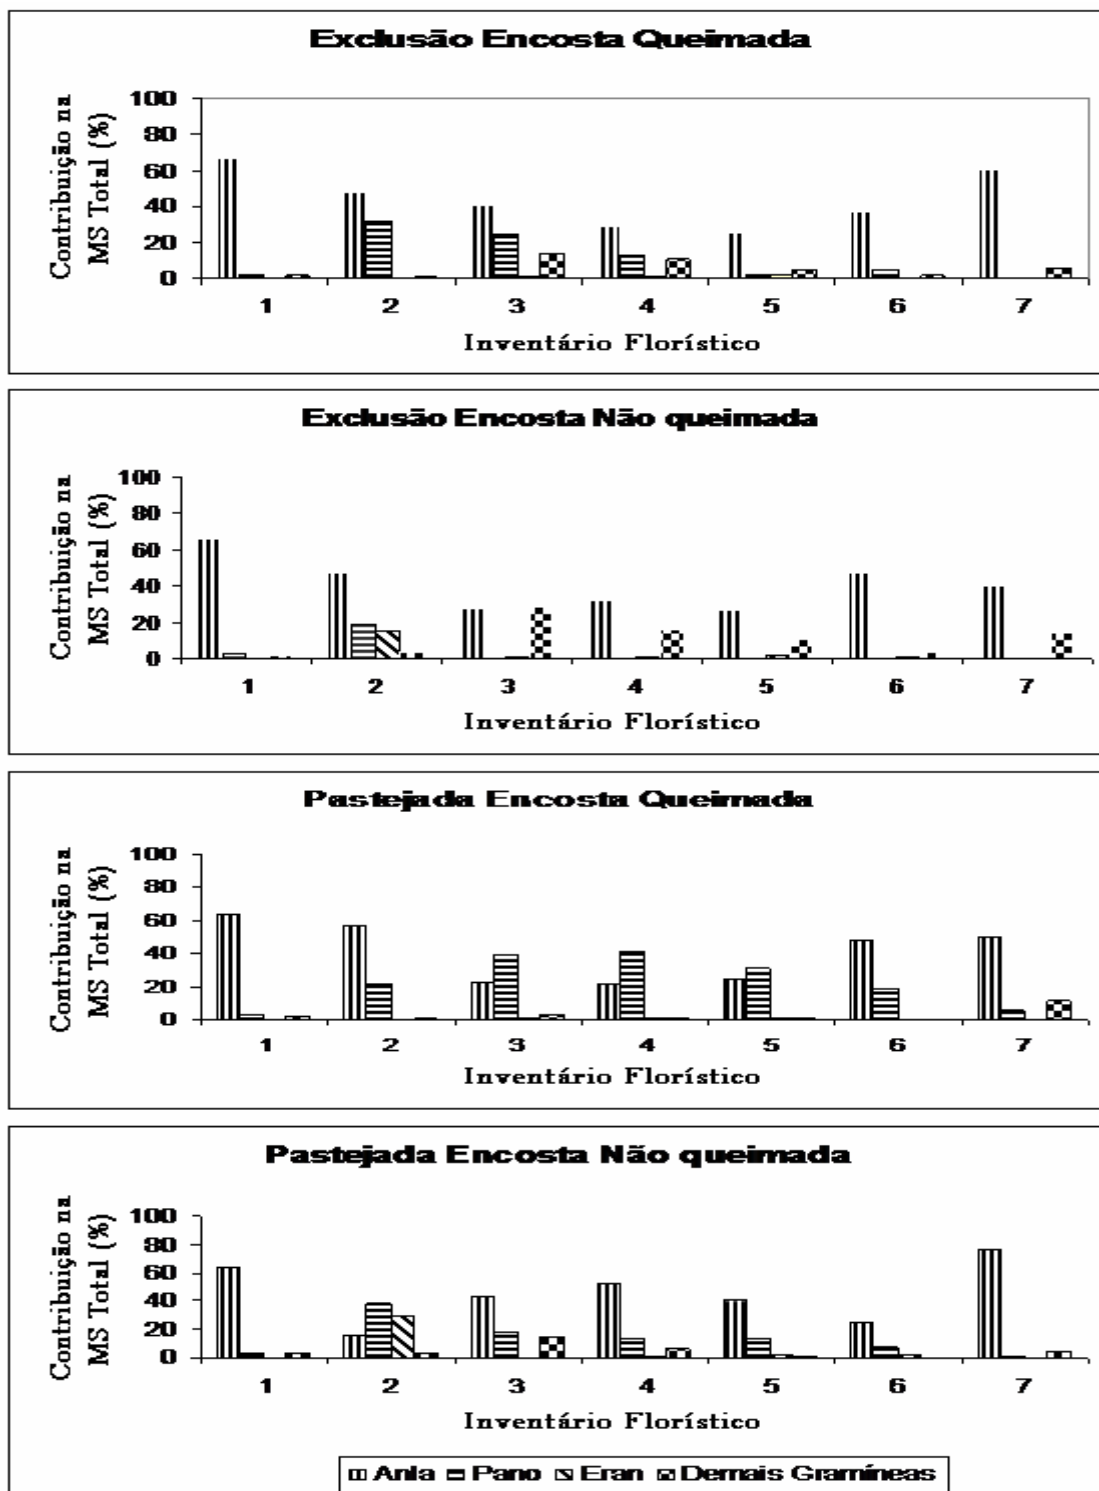 Exclusão Encosta Queimada
Contribuição na
MS Total (%)
100
80
60
40
20
0
1 2 3 4 5 6 7
Inventário Florístico
Exclusão Encosta Não queimada
Contribuição na
MS Total (%)
100
80
60
40
20
0
1 2 3 4 5 6 7
Inventário Florístico
Pastejada Encosta Queimada
Contribuição na
MS Total (%)
100
80
60
40
20
0
1 2 3 4 5 6 7
Inventário Florístico
Pastejada Encosta Não queimada
Contribuição na
MS Total (%)
100
80
60
40
20
0
1 2 3 4 5 6 7
Inventário Florístico
Anla Pano Eran Demais Gramíneas